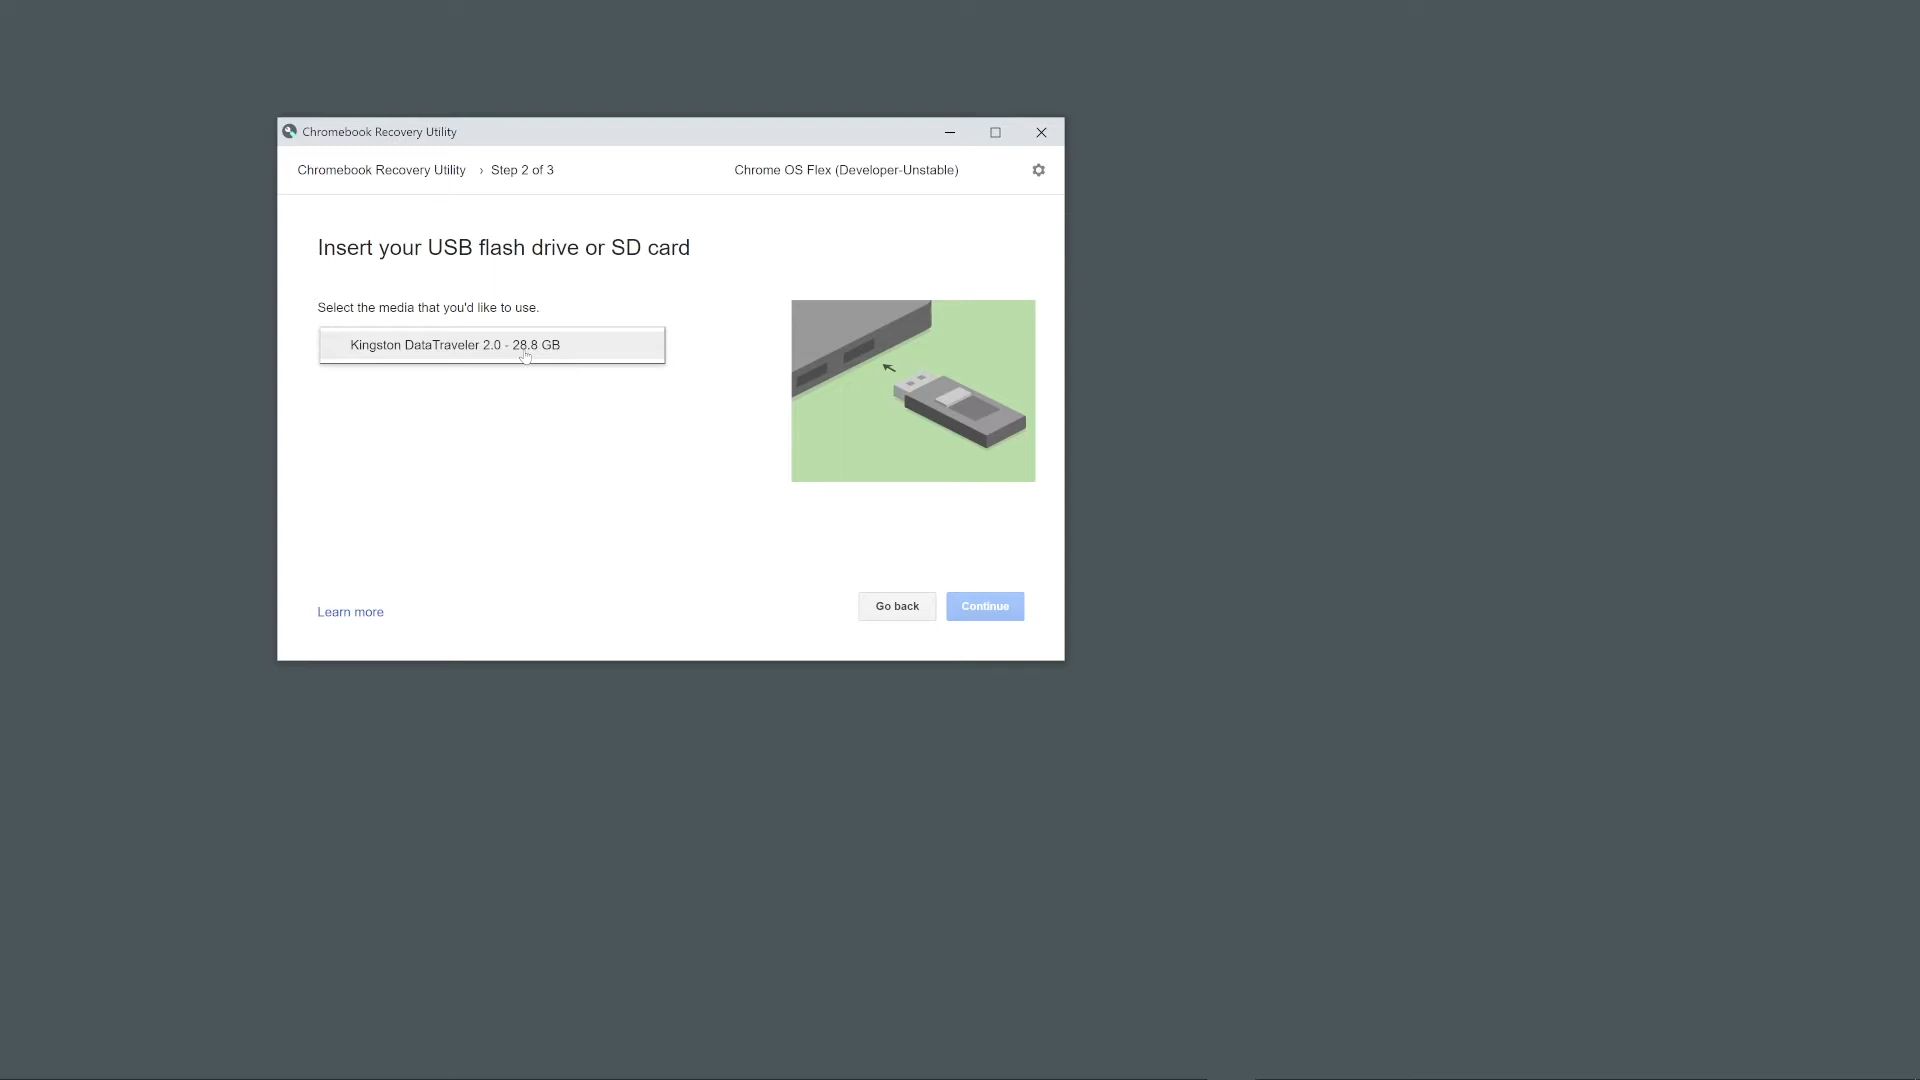 Chromebook Recovery Utility
Chromebook Recovery Utility › Step 2 of 3 Chrome OS Flex (Developer-Unstable)
Insert your USB flash drive or SD card
Select the media that you'd like to use.
Kingston DataTraveler 2.0 - 28.8 GB
Learn more Go back Continue